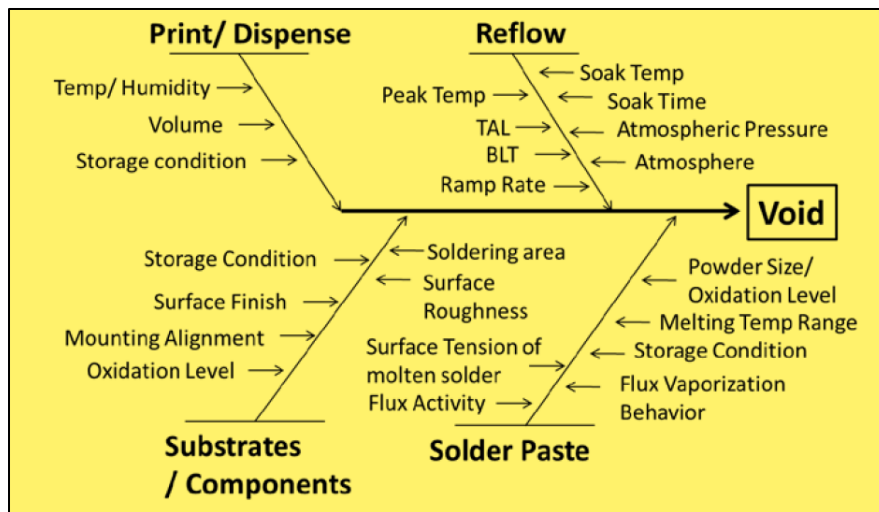 Print/ Dispense
Temp/ Humidity
Volume
Storage condition
Reflow
Soak Temp
Peak Temp
Soak Time
TAL
Atmospheric Pressure
BLT
Atmosphere
Ramp Rate
Void
Storage Condition
Soldering area
Surface
Roughness
Surface Finish
Mounting Alignment
Oxidation Level
Substrates
/ Components
Powder Size/
Oxidation Level
Melting Temp Range
Surface Tension of
molten solder
Storage Condition
Flux Activity
Flux Vaporization
Behavior
Solder Paste